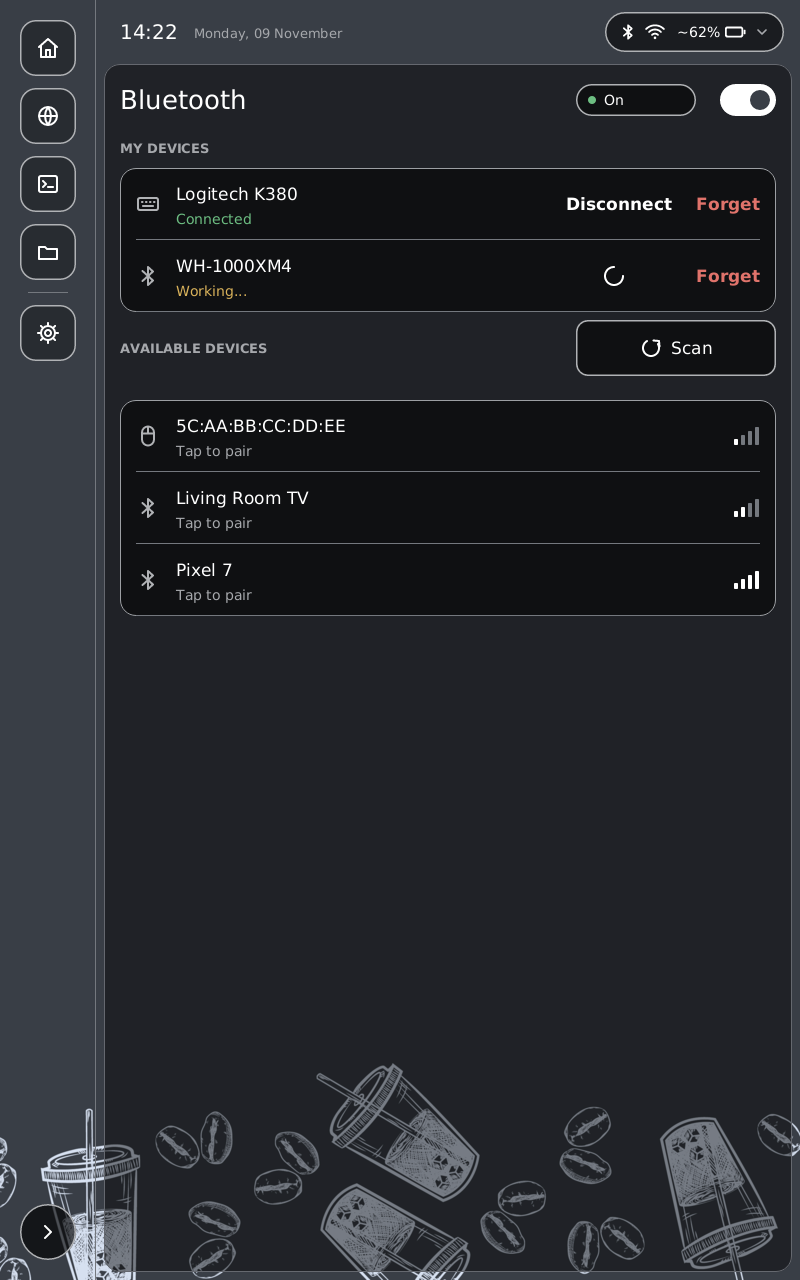 14:22 Monday, 09 November
~62%
Bluetooth
On
MY DEVICES
Logitech K380
Connected
Disconnect
Forget
WH-1000XM4
Working...
Forget
AVAILABLE DEVICES
Scan
5C:AA:BB:CC:DD:EE
Tap to pair
Living Room TV
Tap to pair
Pixel 7
Tap to pair